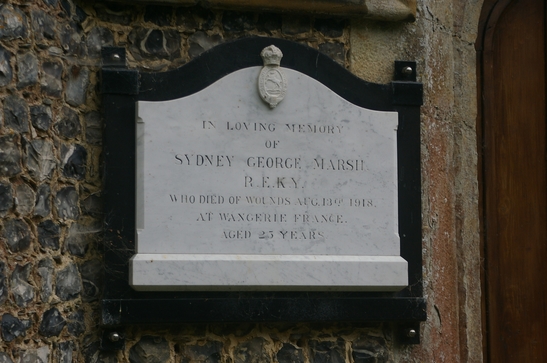 IN LOVING MEMORY
OF
SYDNEY GEORGE MARSH.
R.E.K.Y.
WHO DIED OF WOUNDS AUG. 13th 1918.
AT WANGERIE FRANCE.
AGED 23 YEARS.